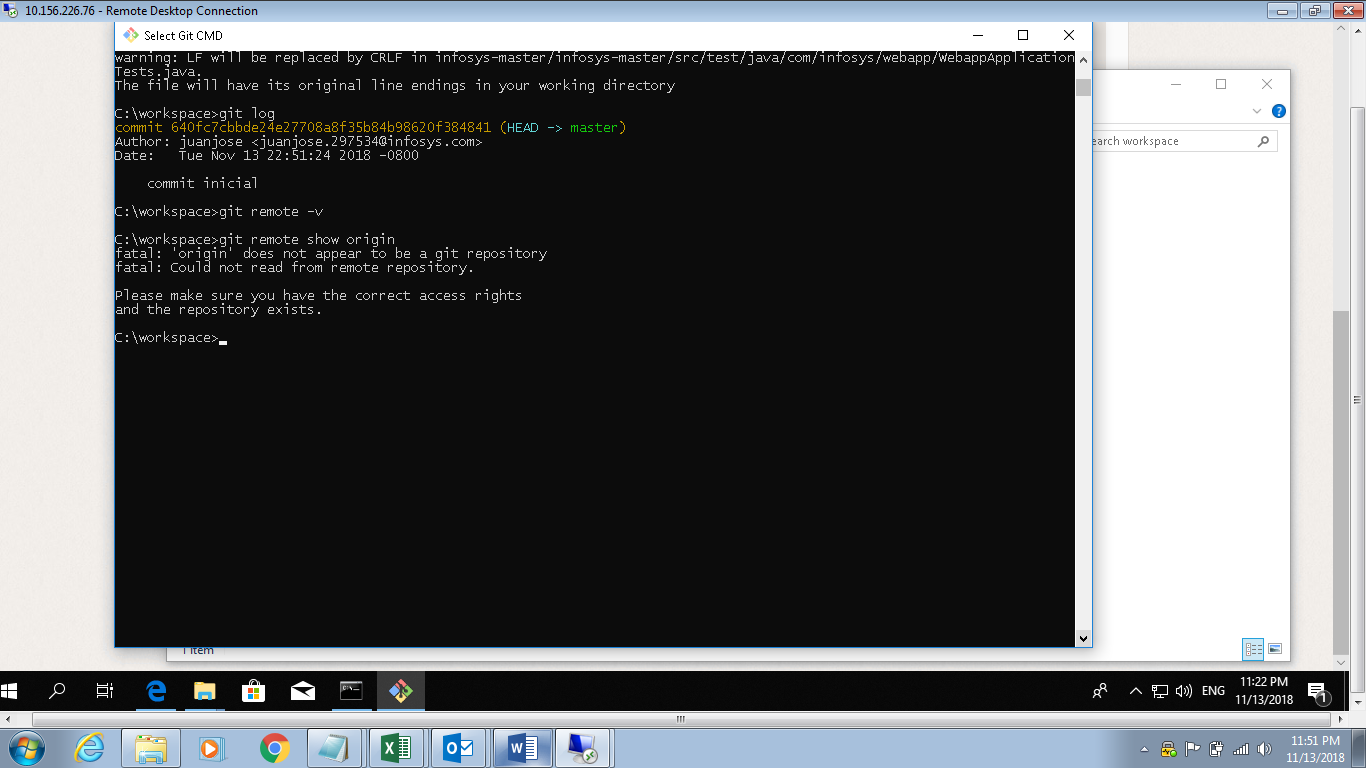 10.156.226.76 - Remote Desktop Connection
Select Git CMD
warning: LF will be replaced by CRLF in infosys-master/infosys-master/src/test/java/com/infosys/webapp/WebappApplication
Tests.java.
The file will have its original line endings in your working directory
C:\workspace>git log
commit 640fc7cbbde24e27708a8f35b84b98620f384841 (HEAD -> master)
Author: juanjose <juanjose.297534@infosys.com>
Date:   Tue Nov 13 22:51:24 2018 -0800
commit inicial
C:\workspace>git remote -v
C:\workspace>git remote show origin
fatal: 'origin' does not appear to be a git repository
fatal: Could not read from remote repository.
Please make sure you have the correct access rights
and the repository exists.
C:\workspace>
earch workspace
1 item
ENG
11:22 PM
11/13/2018
1
11:51 PM
11/13/2018